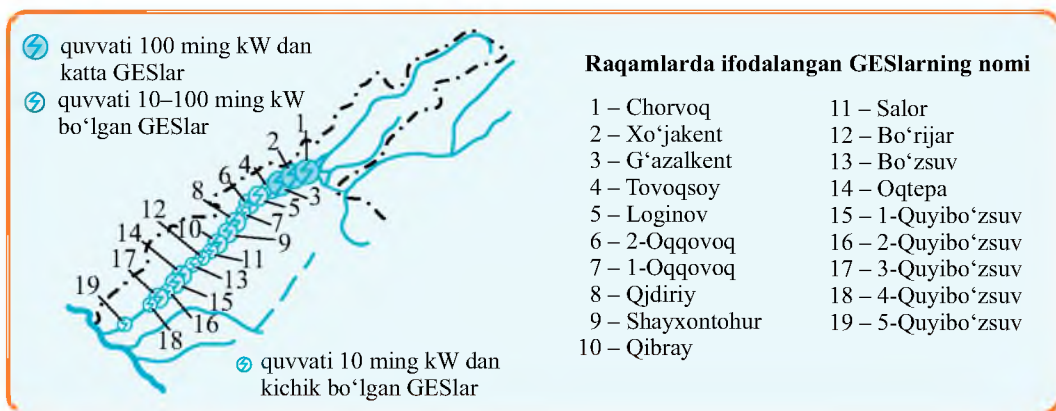 quvvati 100 ming kW dan
katta GESlar
quvvati 10–100 ming kW
bo‘lgan GESlar
1
2
4
6
8
3
5
7
12
10
9
14
11
17
13
19
15
16
18
quvvati 10 ming kW dan
kichik bo‘lgan GESlar
Raqamlarda ifodalangan GESlarning nomi
1 – Chorvoq
2 – Xo‘jakent
3 – G‘azalkent
4 – Tovoqsoy
5 – Loginov
6 – 2-Oqqovoq
7 – 1-Oqqovoq
8 – Qjdiriy
9 – Shayxontohur
10 – Qibray
11 – Salor
12 – Bo‘rijar
13 – Bo‘zsuv
14 – Oqtepa
15 – 1-Quyibo‘zsuv
16 – 2-Quyibo‘zsuv
17 – 3-Quyibo‘zsuv
18 – 4-Quyibo‘zsuv
19 – 5-Quyibo‘zsuv